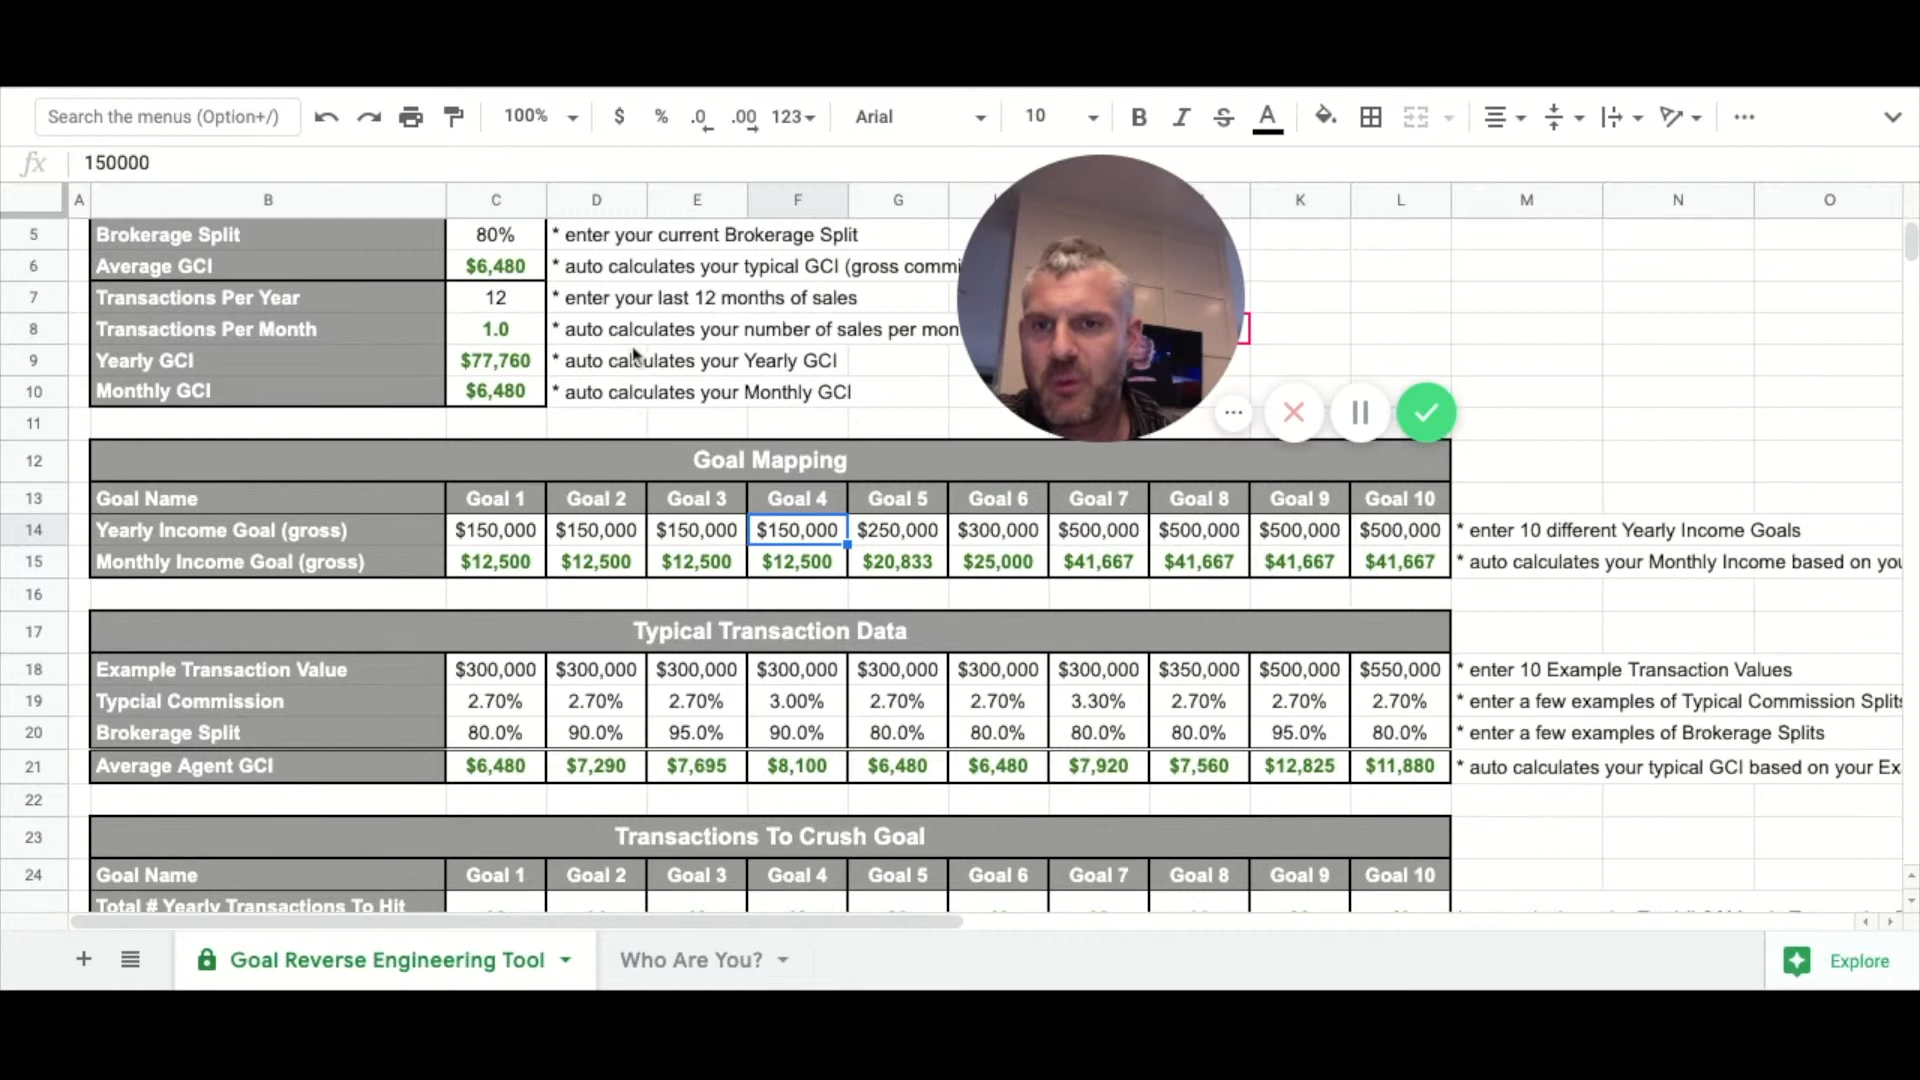 Search the menus (Option+/) 100% $ % .0 .00 123 Arial 10 B I S A
fx 150000
A B C D E F G K L M N O
5 Brokerage Split 80% * enter your current Brokerage Split
6 Average GCI $6,480 * auto calculates your typical GCI (gross commi
7 Transactions Per Year 12 * enter your last 12 months of sales
8 Transactions Per Month 1.0 * auto calculates your number of sales per mon
9 Yearly GCI $77,760 * auto calculates your Yearly GCI
10 Monthly GCI $6,480 * auto calculates your Monthly GCI
11
12 Goal Mapping
13 Goal Name Goal 1 Goal 2 Goal 3 Goal 4 Goal 5 Goal 6 Goal 7 Goal 8 Goal 9 Goal 10
14 Yearly Income Goal (gross) $150,000 $150,000 $150,000 $150,000 $250,000 $300,000 $500,000 $500,000 $500,000 $500,000 * enter 10 different Yearly Income Goals
15 Monthly Income Goal (gross) $12,500 $12,500 $12,500 $12,500 $20,833 $25,000 $41,667 $41,667 $41,667 $41,667 * auto calculates your Monthly Income based on you
16
17 Typical Transaction Data
18 Example Transaction Value $300,000 $300,000 $300,000 $300,000 $300,000 $300,000 $300,000 $350,000 $500,000 $550,000 * enter 10 Example Transaction Values
19 Typcial Commission 2.70% 2.70% 2.70% 3.00% 2.70% 2.70% 3.30% 2.70% 2.70% 2.70% * enter a few examples of Typical Commission Splits
20 Brokerage Split 80.0% 90.0% 95.0% 90.0% 80.0% 80.0% 80.0% 80.0% 95.0% 80.0% * enter a few examples of Brokerage Splits
21 Average Agent GCI $6,480 $7,290 $7,695 $8,100 $6,480 $6,480 $7,920 $7,560 $12,825 $11,880 * auto calculates your typical GCI based on your Ex
22
23 Transactions To Crush Goal
24 Goal Name Goal 1 Goal 2 Goal 3 Goal 4 Goal 5 Goal 6 Goal 7 Goal 8 Goal 9 Goal 10
Total # Yearly Transactions To Hit
Goal Reverse Engineering Tool Who Are You? Explore